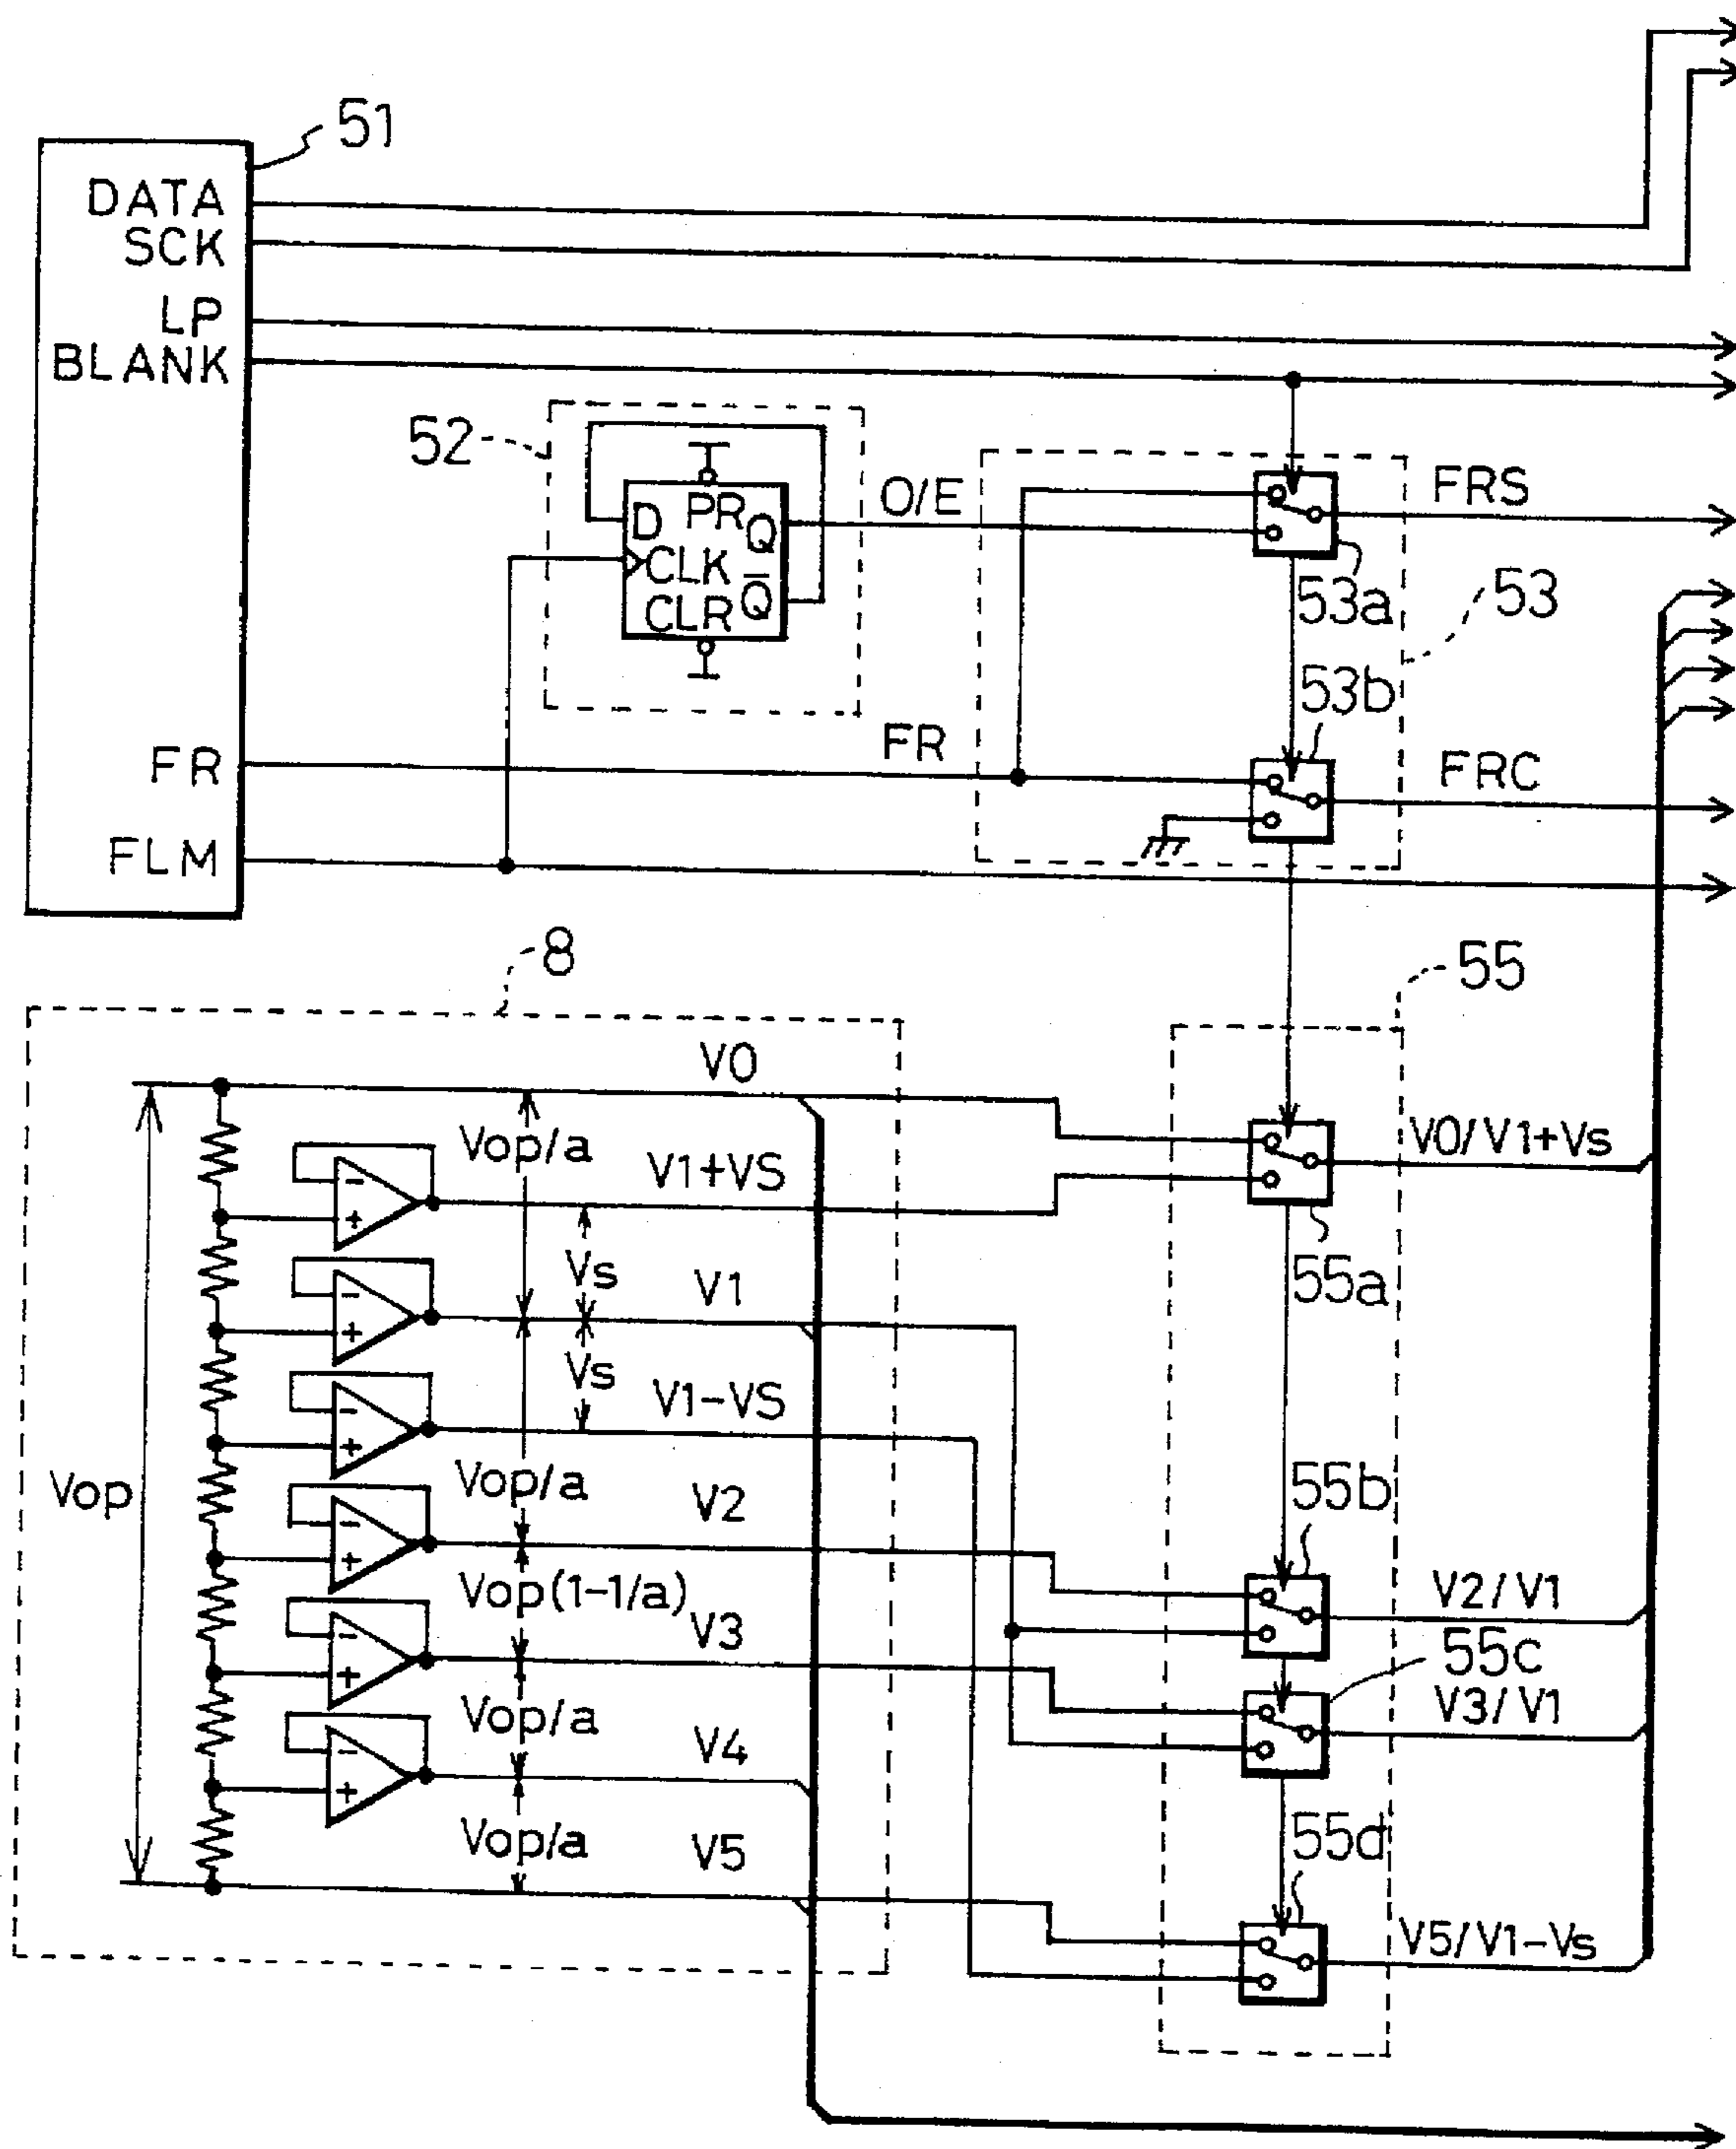 51
DATA
SCK
LP
BLANK
52
O/E
FRS
D
PR
Q
CLK
Q̅
CLR
53a
53
53b
FR
FR
FRC
FLM
8
55
V0
Vop/a
V1+VS
V0/V1+Vs
Vs
V1
55a
Vs
V1-VS
Vop
Vop/a
V2
55b
Vop(1-1/a)
V3
V2/V1
55c
Vop/a
V4
V3/V1
Vop/a
V5
55d
V5/V1-Vs
- +
- +
- +
- +
- +
- +